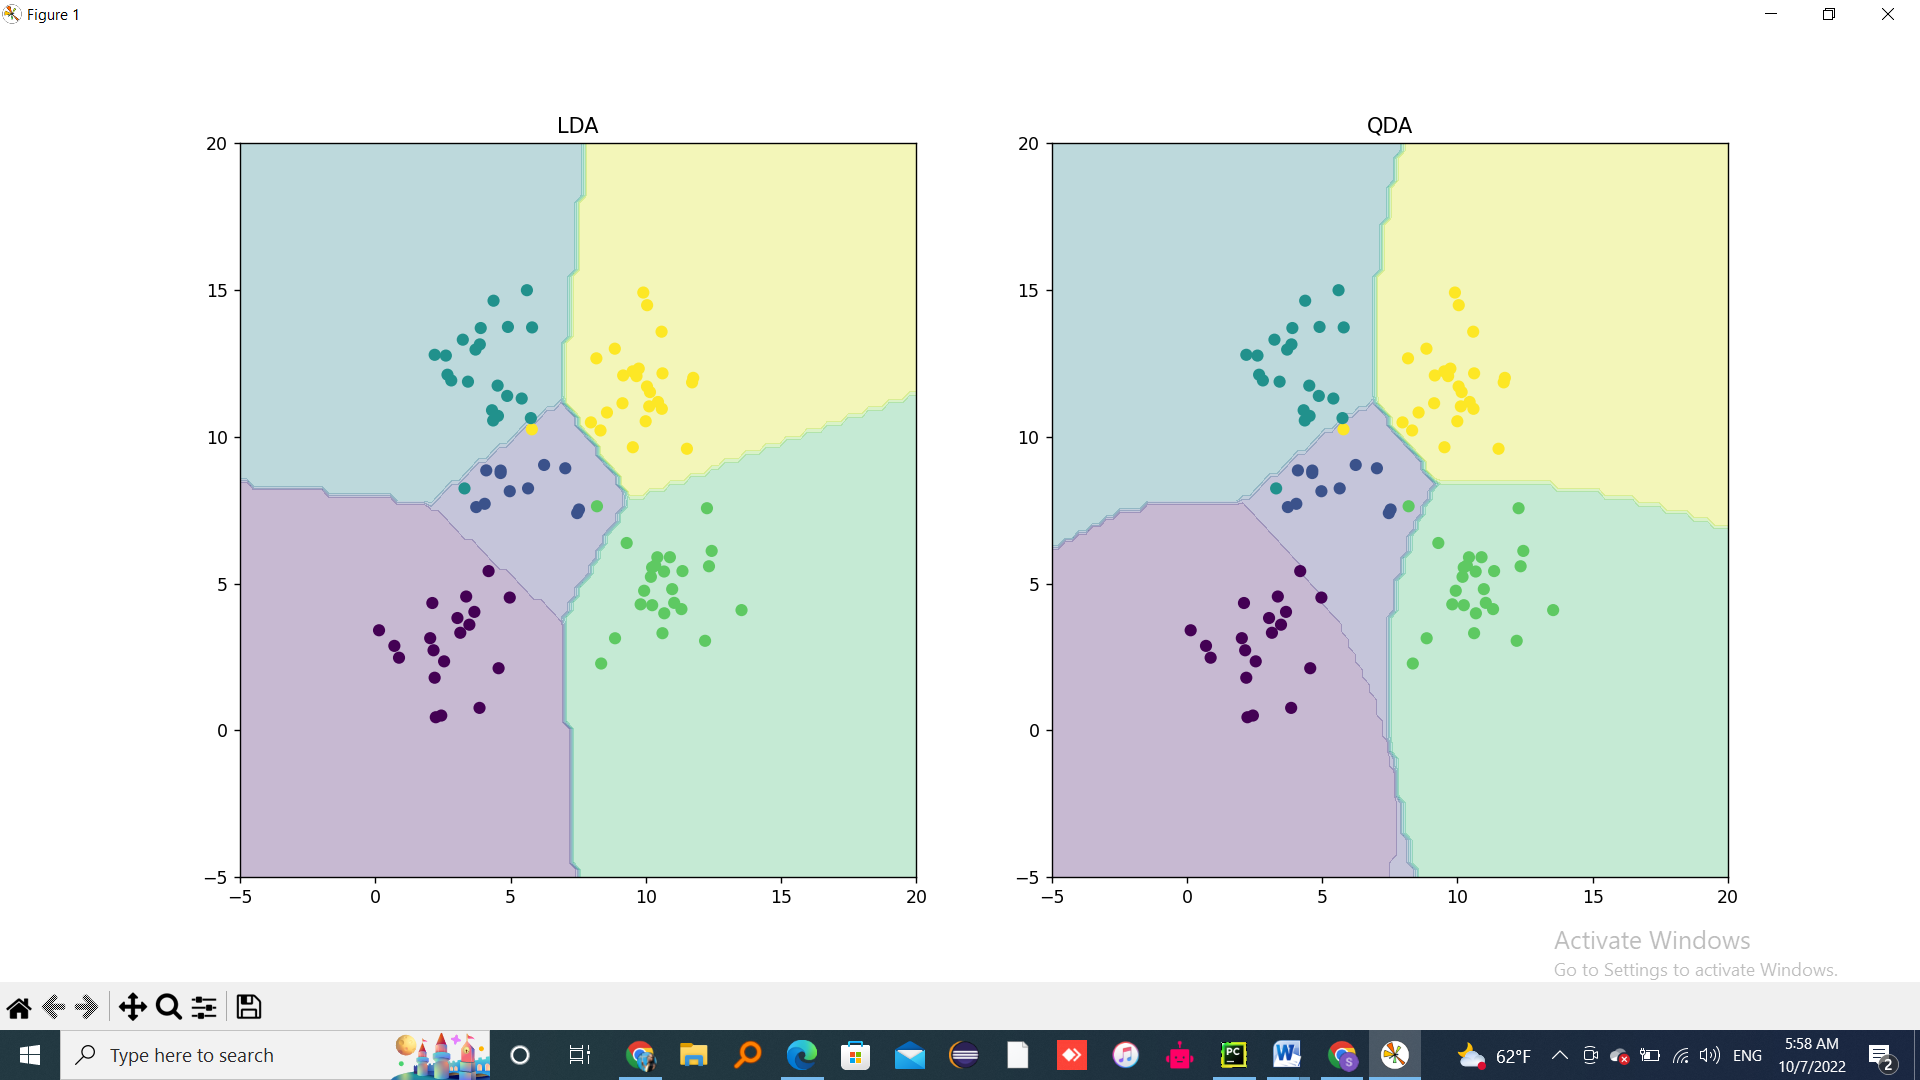 Figure 1
LDA
20
15
10
5
0
−5
−5 0 5 10 15 20
QDA
20
15
10
5
0
−5
−5 0 5 10 15 20
Activate Windows
Go to Settings to activate Windows.
Type here to search
PC
W
S
62°F
ENG
5:58 AM
10/7/2022
2